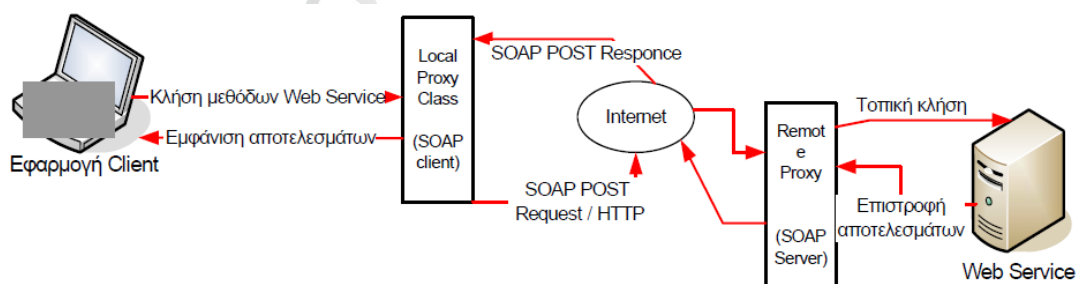 Κλήση μεθόδων Web Service
Εμφάνιση αποτελεσμάτων
Εφαρμογή Client
Local
Proxy
Class
(SOAP
client)
SOAP POST Responce
Internet
SOAP POST
Request / HTTP
Remot
e
Proxy
(SOAP
Server)
Τοπική κλήση
Επιστροφή
αποτελεσμάτων
Web Service